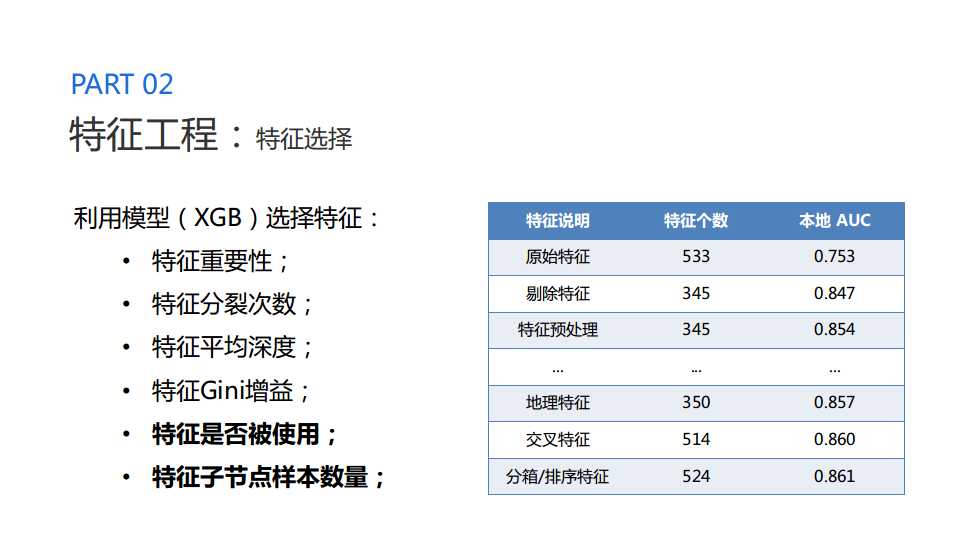 PART 02
特征工程：特征选择
利用模型（XGB）选择特征：
• 特征重要性；
• 特征分裂次数；
• 特征平均深度；
• 特征Gini增益；
• 特征是否被使用；
• 特征子节点样本数量；
特征说明 特征个数 本地 AUC
原始特征 533 0.753
剔除特征 345 0.847
特征预处理 345 0.854
... ... ...
地理特征 350 0.857
交叉特征 514 0.860
分箱/排序特征 524 0.861